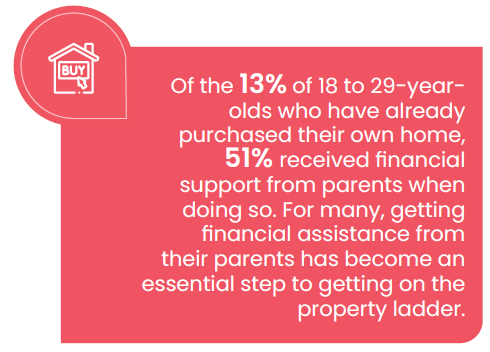 BUY
Of the 13% of 18 to 29-year-
olds who have already
purchased their own home,
51% received financial
support from parents when
doing so. For many, getting
financial assistance from
their parents has become an
essential step to getting on the
property ladder.